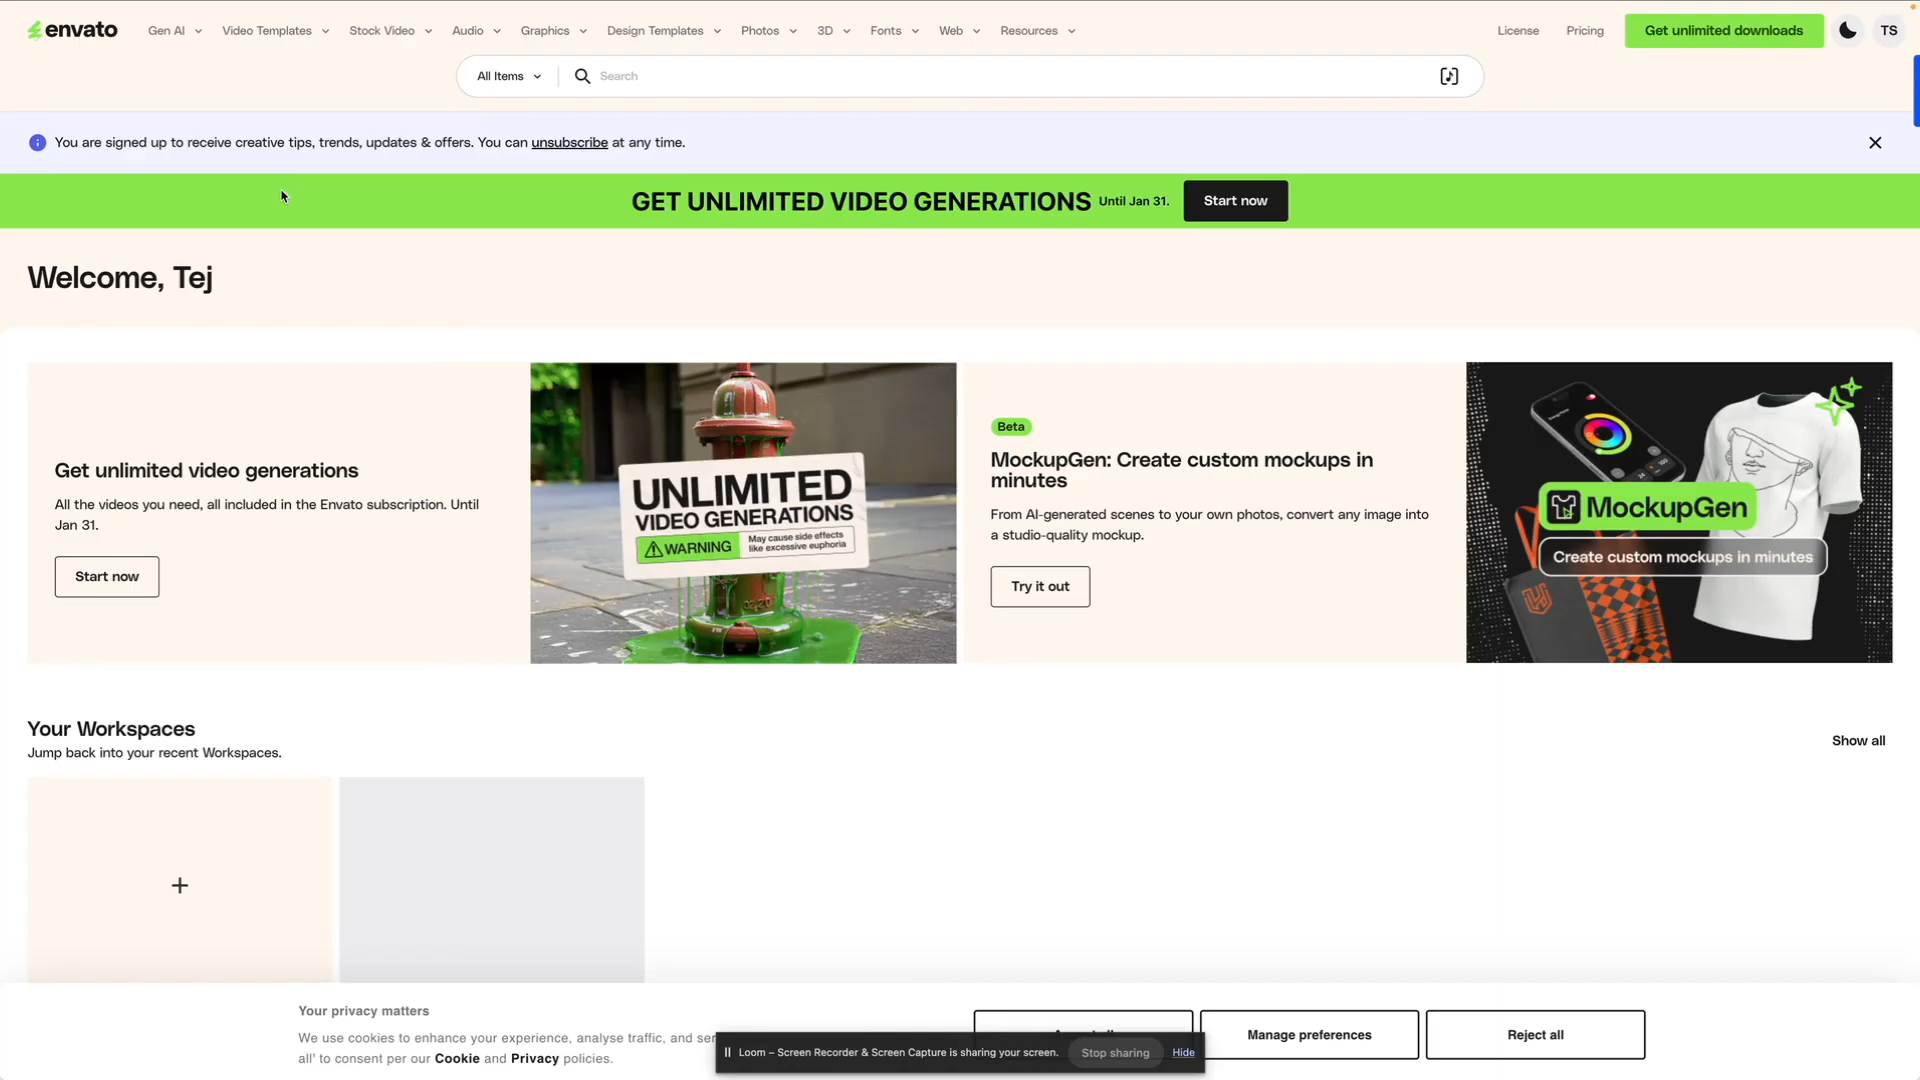 envato
Gen AI
Video Templates
Stock Video
Audio
Graphics
Design Templates
Photos
3D
Fonts
Web
Resources
License
Pricing
Get unlimited downloads
TS
All Items
Search
You are signed up to receive creative tips, trends, updates & offers. You can unsubscribe at any time.
GET UNLIMITED VIDEO GENERATIONS Until Jan 31. Start now
Welcome, Tej
Get unlimited video generations
All the videos you need, all included in the Envato subscription. Until
Jan 31.
Start now
UNLIMITED
VIDEO GENERATIONS
WARNING
May cause side effects
like excessive euphoria
Beta
MockupGen: Create custom mockups in
minutes
From AI-generated scenes to your own photos, convert any image into
a studio-quality mockup.
Try it out
MockupGen
Create custom mockups in minutes
Your Workspaces
Jump back into your recent Workspaces.
Show all
Your privacy matters
We use cookies to enhance your experience, analyse traffic, and
all' to consent per our Cookie and Privacy policies.
Manage preferences
Reject all
Loom – Screen Recorder & Screen Capture is sharing your screen.
Stop sharing
Hide